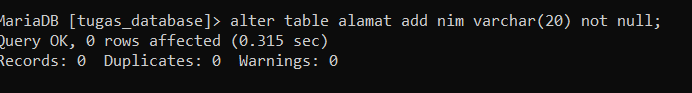 MariaDB [tugas_database]> alter table alamat add nim varchar(20) not null;
Query OK, 0 rows affected (0.315 sec)
Records: 0  Duplicates: 0  Warnings: 0